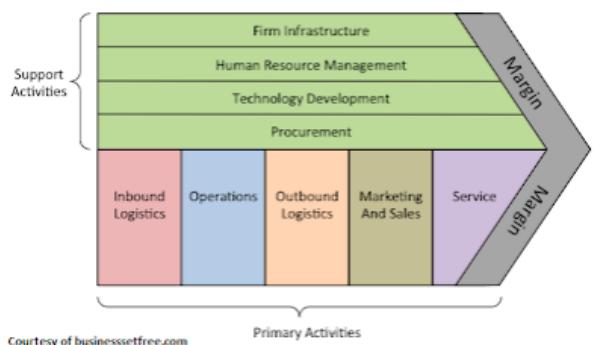 Firm Infrastructure
Human Resource Management
Support
Activities
Technology Development
Procurement
Margin
Inbound
Logistics
Operations
Outbound
Logistics
Marketing
And Sales
Service
Margin
Primary Activities
Courtesy of businesssetfree.com